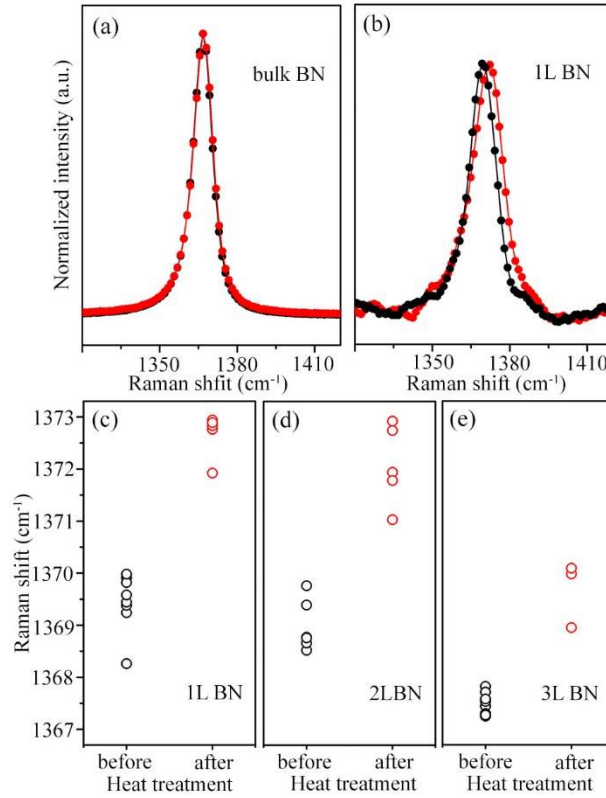 (a)
bulk BN
(b)
1L BN
Normalized intensity (a.u.)
1350 1380 1410
1350 1380 1410
Raman shfit (cm⁻¹)
Raman shift (cm⁻¹)
(c)
(d)
(e)
Raman shift (cm⁻¹)
1373
1372
1371
1370
1369
1368
1367
1L BN
2LBN
3L BN
before after
before after
before after
Heat treatment
Heat treatment
Heat treatment